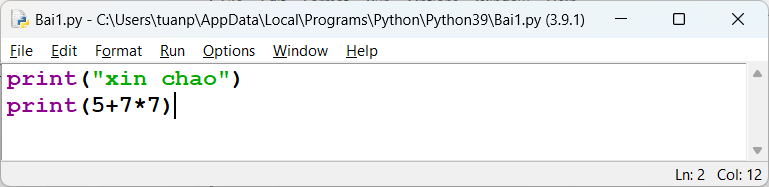 Bai1.py - C:\Users\tuanp\AppData\Local\Programs\Python\Python39\Bai1.py (3.9.1)
File Edit Format Run Options Window Help
print("xin chao")
print(5+7*7)
Ln: 2 Col: 12